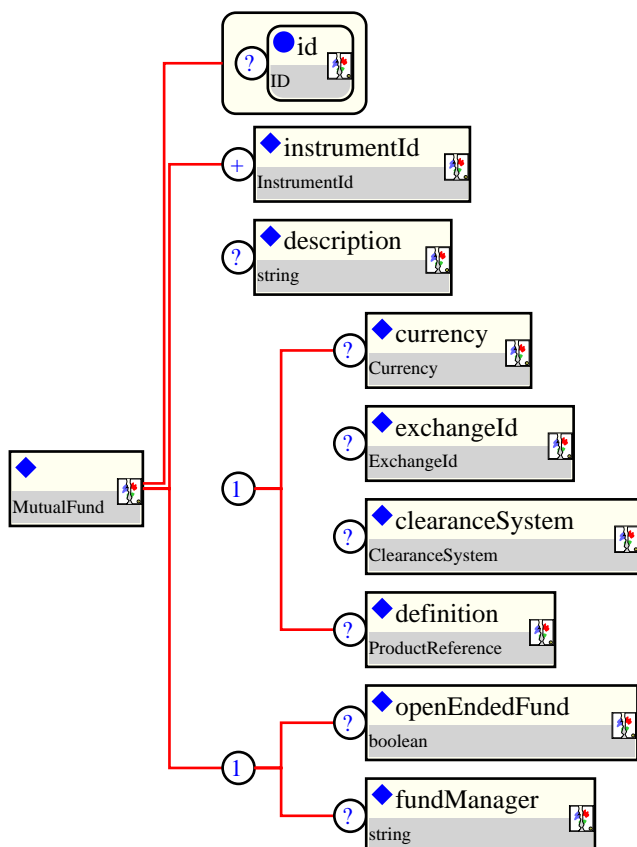 ? id
ID
+ instrumentId
InstrumentId
? description
string
? currency
Currency
? exchangeId
ExchangeId
MutualFund
1
? clearanceSystem
ClearanceSystem
? definition
ProductReference
? openEndedFund
boolean
1
? fundManager
string